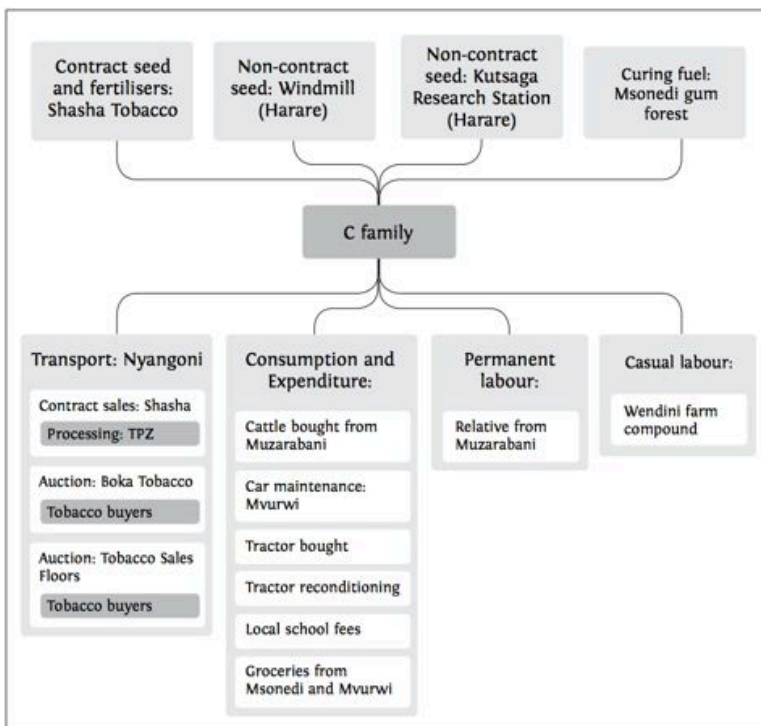 Contract seed
and fertilisers:
Shasha Tobacco
Non-contract
seed: Windmill
(Harare)
Non-contract
seed: Kutsaga
Research Station
(Harare)
Curing fuel:
Msonedi gum
forest
C family
Transport: Nyangoni
Contract sales: Shasha
Processing: TPZ
Auction: Boka Tobacco
Tobacco buyers
Auction: Tobacco Sales
Floors
Tobacco buyers
Consumption and
Expenditure:
Cattle bought from
Muzarabani
Car maintenance:
Mvurwi
Tractor bought
Tractor reconditioning
Local school fees
Groceries from
Msonedi and Mvurwi
Permanent
labour:
Relative from
Muzarabani
Casual labour:
Wendini farm
compound